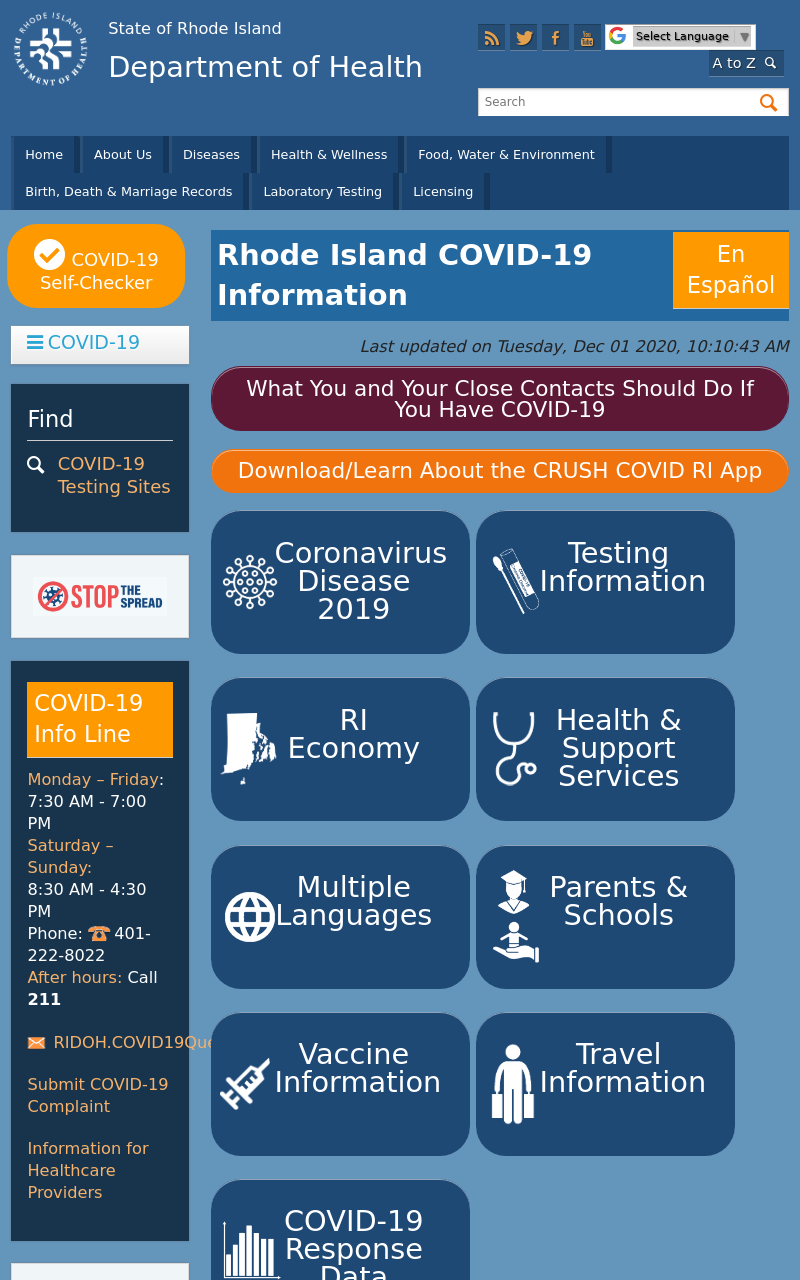 RHODE ISLAND
DEPARTMENT OF HEALTH
State of Rhode Island
Department of Health
Select Language ▼
A to Z
Search
Home
About Us
Diseases
Health & Wellness
Food, Water & Environment
Birth, Death & Marriage Records
Laboratory Testing
Licensing
COVID-19
Self-Checker
COVID-19
Find
COVID-19
Testing Sites
STOP THE
SPREAD
COVID-19
Info Line
Monday – Friday:
7:30 AM - 7:00
PM
Saturday –
Sunday:
8:30 AM - 4:30
PM
Phone: 401-
222-8022
After hours: Call
211
RIDOH.COVID19Que
Submit COVID-19
Complaint
Information for
Healthcare
Providers
Rhode Island COVID-19
Information
En
Español
Last updated on Tuesday, Dec 01 2020, 10:10:43 AM
What You and Your Close Contacts Should Do If
You Have COVID-19
Download/Learn About the CRUSH COVID RI App
Coronavirus
Disease
2019
Testing
Information
RI
Economy
Health &
Support
Services
Multiple
Languages
Parents &
Schools
Vaccine
Information
Travel
Information
COVID-19
Response
Data